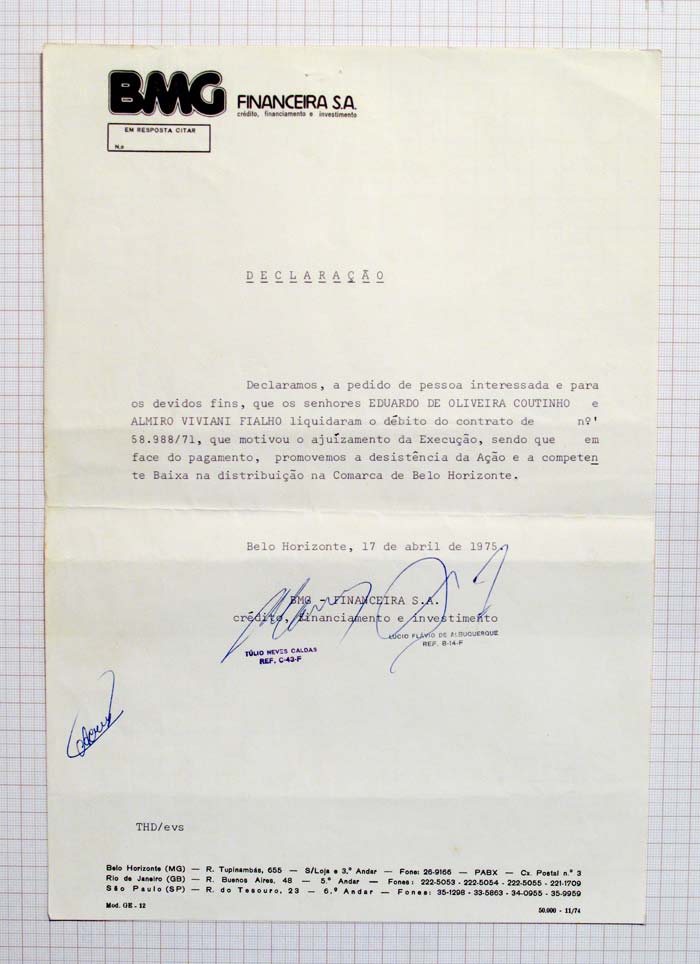 BMG FINANCEIRA S.A.
crédito, financiamento e investimento
EM RESPOSTA CITAR
N.o
DECLARAÇÃO
Declaramos, a pedido de pessoa interessada e para
os devidos fins, que os senhores EDUARDO DE OLIVEIRA COUTINHO e
ALMIRO VIVIANI FIALHO liquidaram o débito do contrato de nº'
58.988/71, que motivou o ajuízamento da Execução, sendo que em
face do pagamento, promovemos a desistência da Ação e a competen
te Baixa na distribuição na Comarca de Belo Horizonte.
Belo Horizonte, 17 de abril de 1975.
BMG - FINANCEIRA S.A.
crédito, financiamento e investimento
LÚCIO FLÁVIO DE ALBUQUERQUE
REF. B-14-F
TÚLIO NEVES CALDAS
REF. C-43-F
THD/evs
Belo Horizonte (MG) — R. Tupinambás, 655 — S/Loja e 3.º Andar — Fone: 26-9166 — PABX — Cx. Postal n.º 3
Rio de Janeiro (GB) — R. Buenos Aires, 48 — 5.º Andar — Fones: 222-5053 - 222-5054 - 222-5055 - 221-1709
São Paulo (SP) — R. do Tesouro, 23 — 6.º Andar — Fones: 35-1298 - 33-5863 - 34-0955 - 35-9959
Mod. GE - 12
50.000 - 11/74